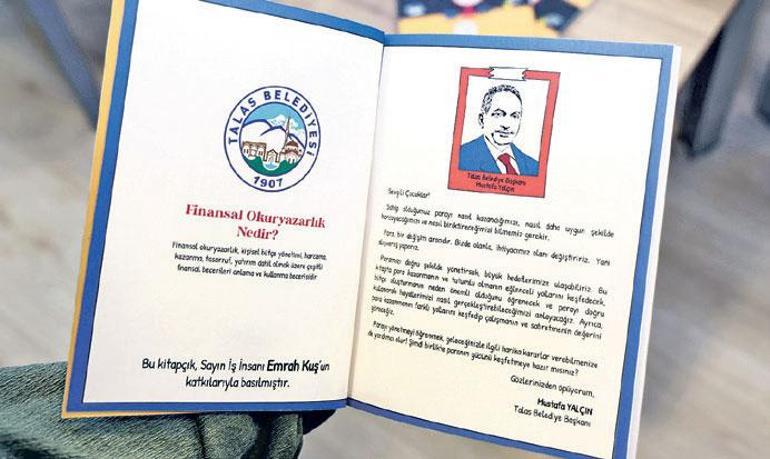 TALAS BELEDİYESİ
1907
Finansal Okuryazarlık
Nedir?
Finansal okuryazarlık, kişisel bütçe yönetimi, harcama,
kazanma, tasarruf, yatırım dahil olmak üzere çeşitli
finansal becerileri anlama ve kullanma becerisidir.
Bu kitapçık, Sayın İş İnsanı Emrah Kuş'un
katkılarıyla basılmıştır.
Talas Belediye Başkanı
Mustafa Yalçın
Sevgili Çocuklar!
Sahip olduğumuz parayı nasıl kazandığımızı, nasıl daha uygun şekilde
harcayacağımızı ve nasıl biriktireceğimizi bilmemiz gerekir.
Para, bir değişim aracıdır. Bizde olanla, ihtiyacımız olanı değiştiririz. Yani
alışveriş yaparız.
Paramızı doğru şekilde yönetirsek, büyük hedeflerimize ulaşabiliriz. Bu
kitapta para kazanmanın ve tutumlu olmanın eğlenceli yollarını keşfedecek,
bütçe oluşturmanın neden önemli olduğunu öğrenecek ve parayı doğru
kullanarak hayallerimizi nasıl gerçekleştirebileceğimizi anlayacağız. Ayrıca,
para kazanmanın farklı yollarını keşfedip çalışmanın ve sabretmenin değerini
göreceğiz.
Parayı yönetmeyi öğrenmek, geleceğinizle ilgili harika kararlar verebilmenize
de yardımcı olur! Şimdi birlikte paranın gücünü keşfetmeye hazır mısınız?
Gözlerinizden öpüyorum,
Mustafa YALÇIN
Talas Belediye Başkanı